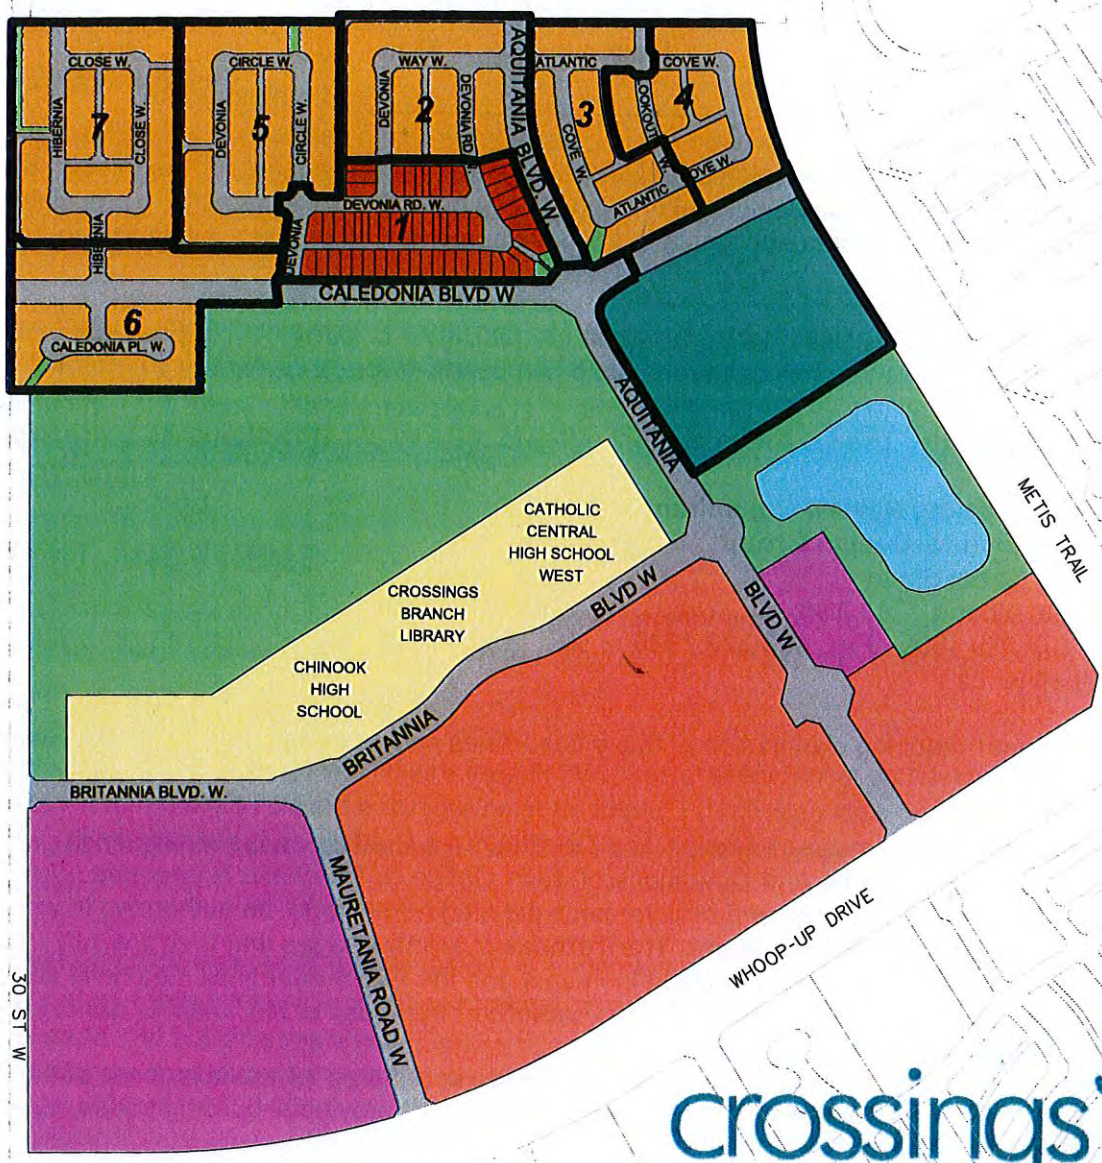 CLOSE W.
HIBERNIA
7
CLOSE W.
HIBERNIA
CIRCLE W.
DEVONIA
5
CIRCLE W.
WAY W.
DEVONIA
2
DEVONIA RD.
AQUITANIA BLVD. W.
ATLANTIC
3
COVE W.
ATLANTIC
COVE W.
LOOKOUT W.
4
OVE W.
DEVONIA RD. W.
1
DEVONIA
CALEDONIA BLVD W
6
CALEDONIA PL. W.
AQUITANIA
BLVD W
METIS TRAIL
CATHOLIC
CENTRAL
HIGH SCHOOL
WEST
CROSSINGS
BRANCH
LIBRARY
CHINOOK
HIGH
SCHOOL
BRITANNIA
BLVD W
BRITANNIA BLVD. W.
MAURETANIA ROAD W
WHOOP-UP DRIVE
30 ST W
crossings